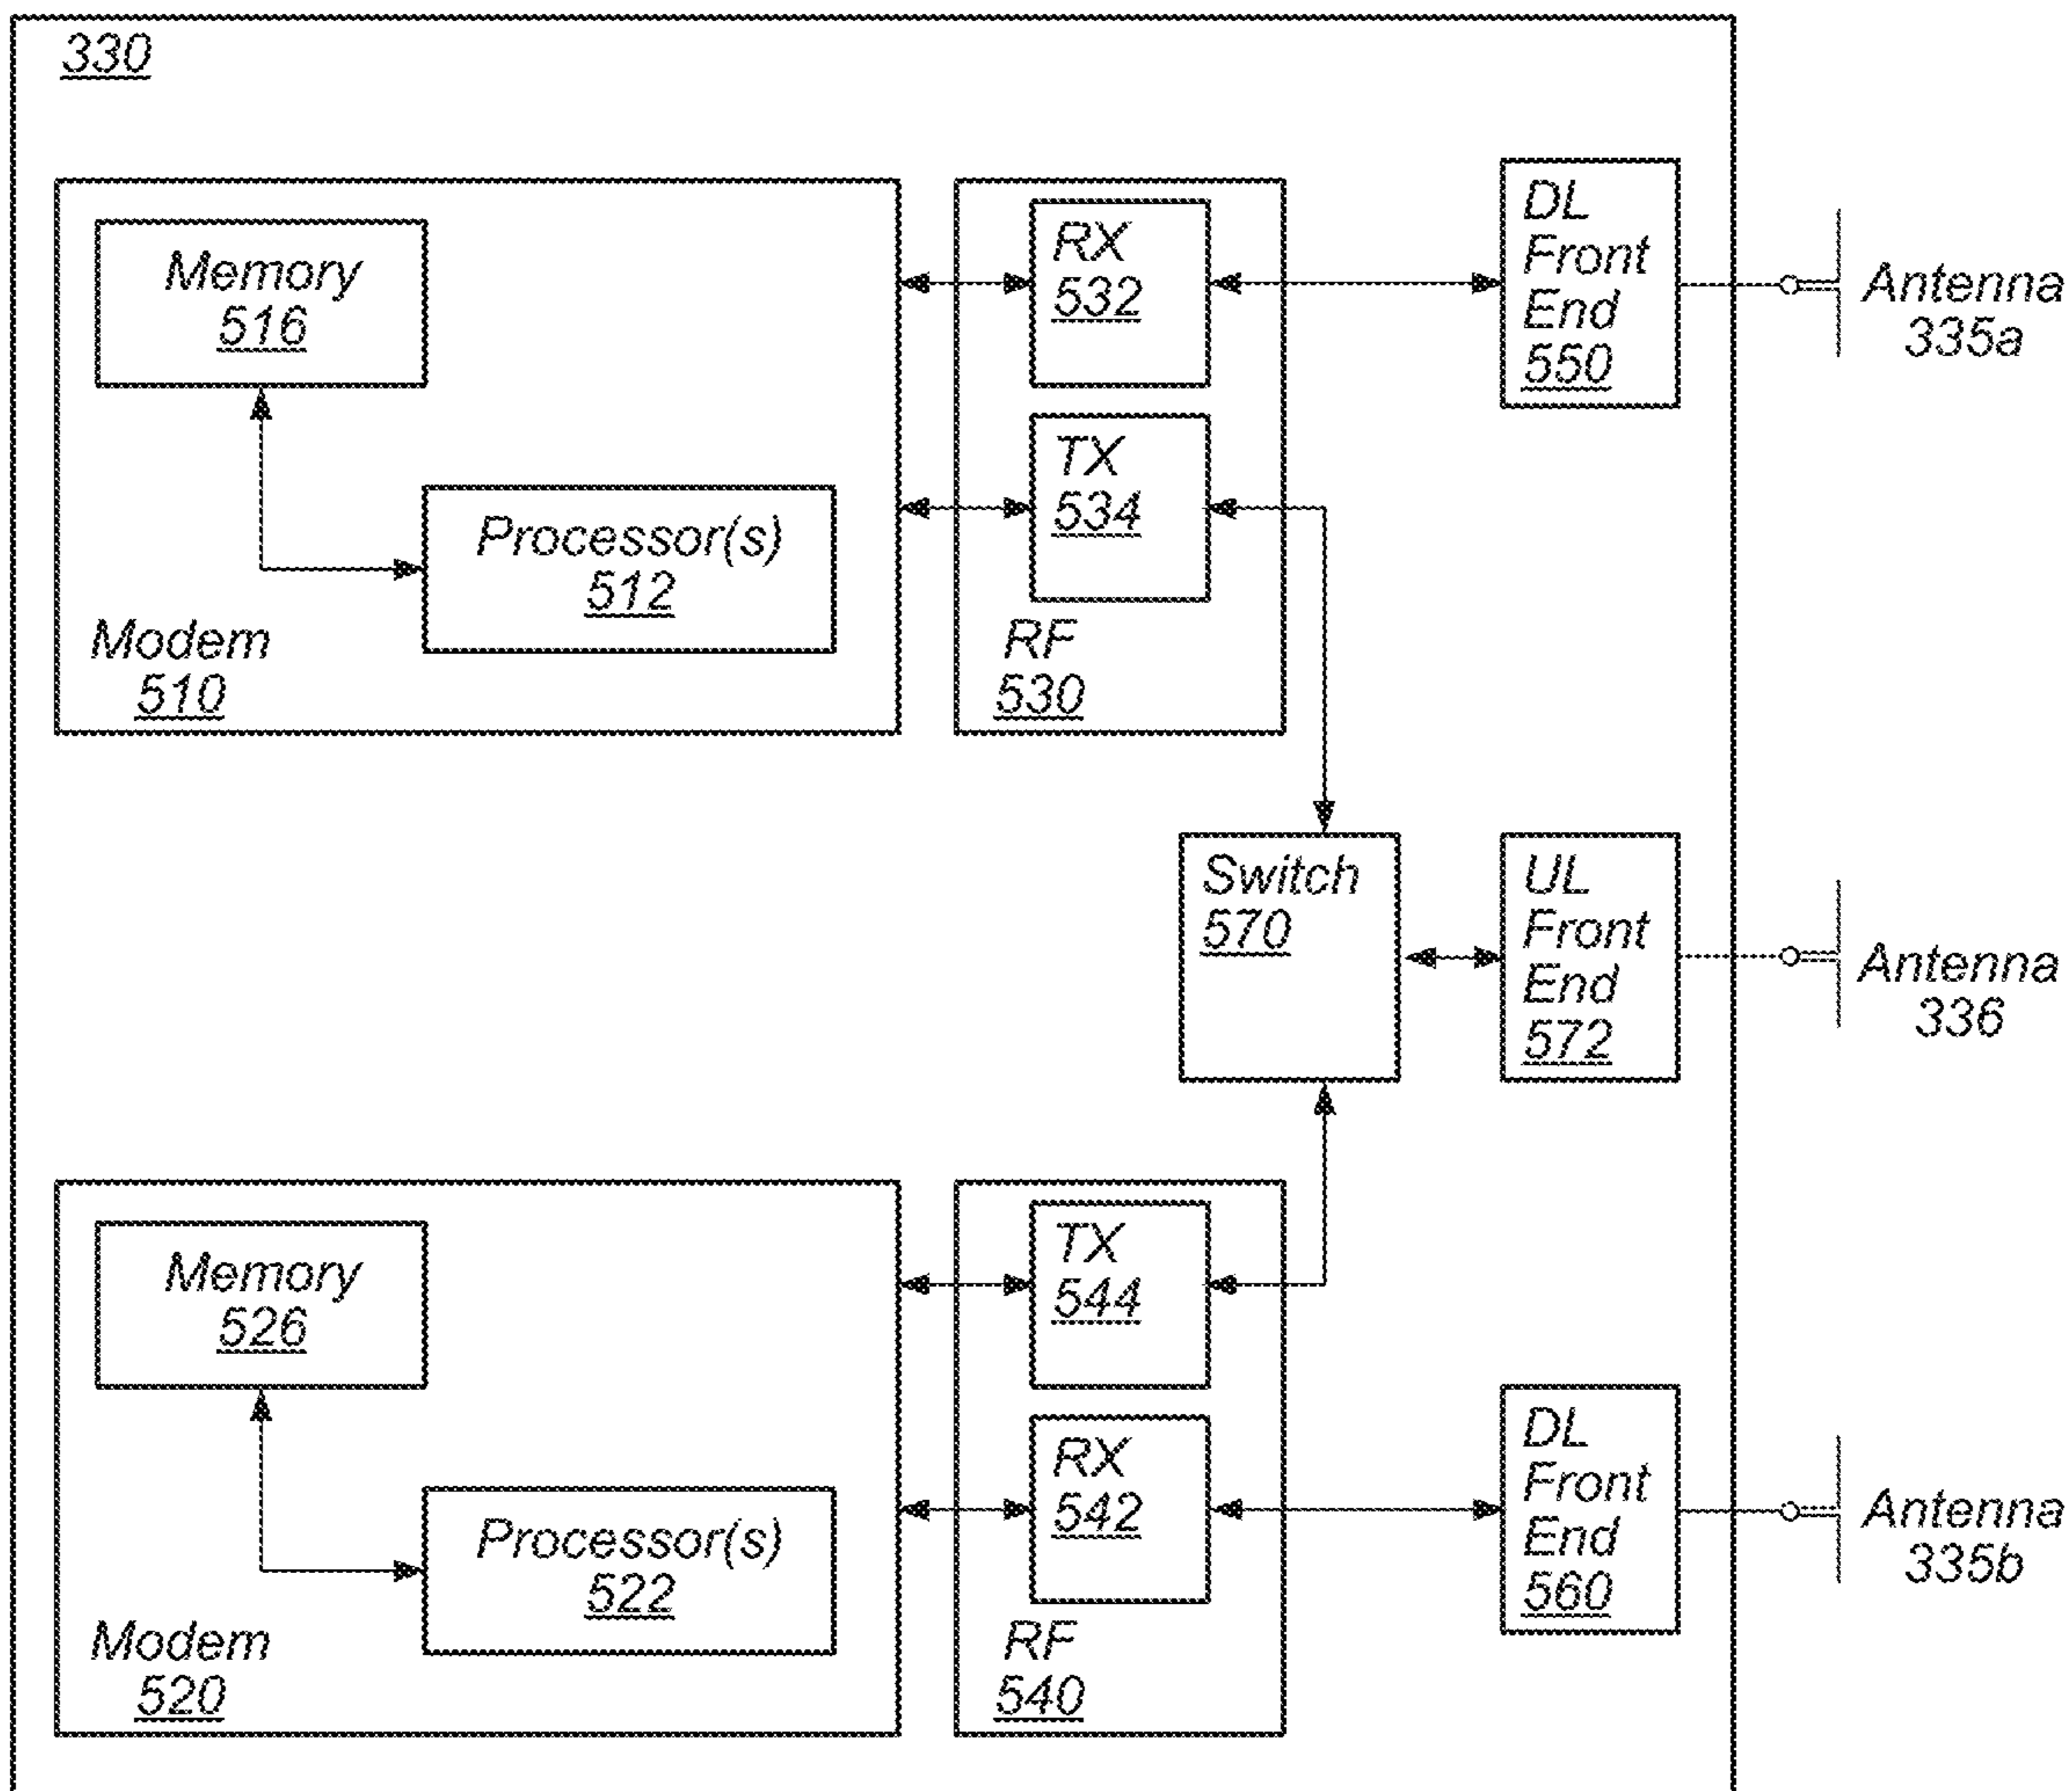 330
Memory
516
Processor(s)
512
Modem
510
RX
532
TX
534
RF
530
DL
Front
End
550
Antenna
335a
Switch
570
UL
Front
End
572
Antenna
336
Memory
526
Processor(s)
522
Modem
520
TX
544
RX
542
RF
540
DL
Front
End
560
Antenna
335b